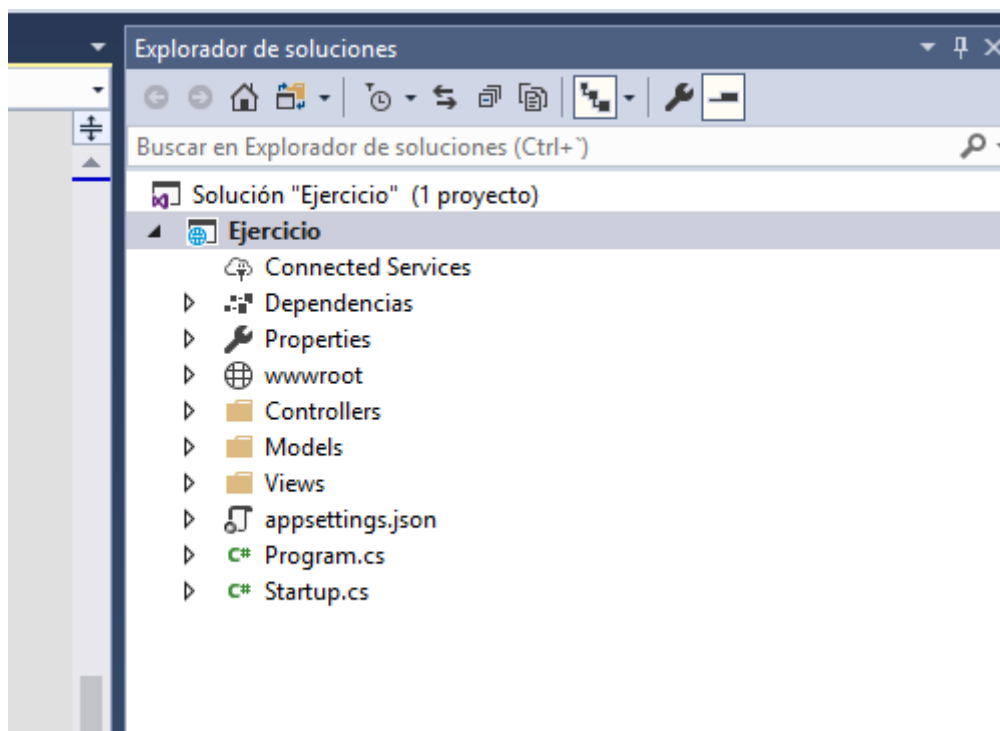 Explorador de soluciones
Buscar en Explorador de soluciones (Ctrl+`)
Solución "Ejercicio" (1 proyecto)
Ejercicio
Connected Services
Dependencias
Properties
wwwroot
Controllers
Models
Views
appsettings.json
C# Program.cs
C# Startup.cs